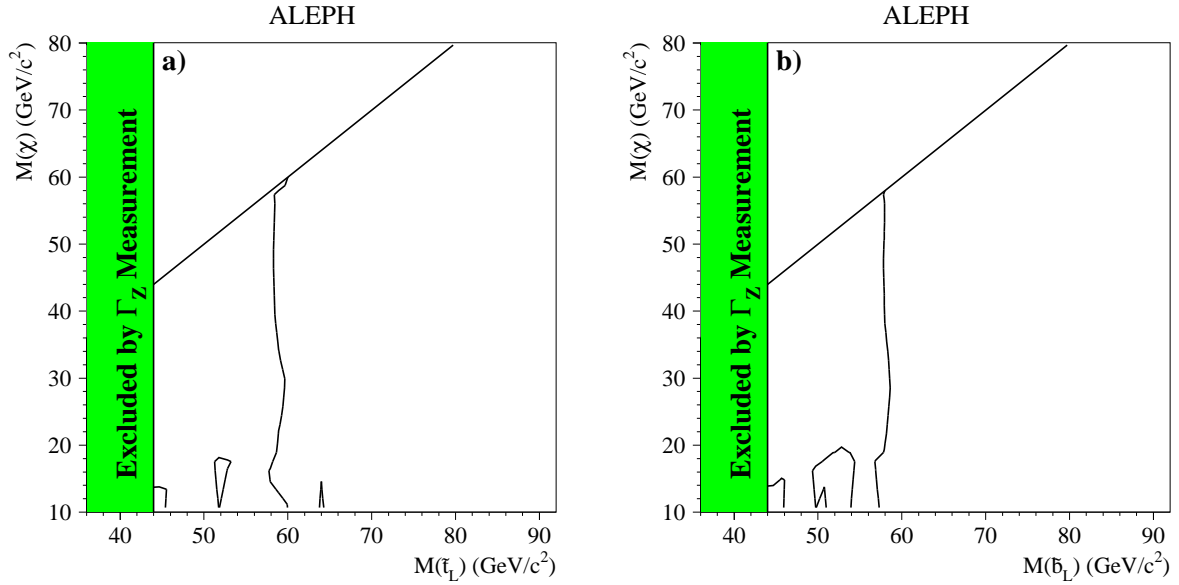 ALEPH
a)
M(χ) (GeV/c²)
80
70
60
50
40
30
20
10
Excluded by Γ_Z Measurement
40 50 60 70 80 90
M(t̃_L) (GeV/c²)
ALEPH
b)
M(χ) (GeV/c²)
80
70
60
50
40
30
20
10
Excluded by Γ_Z Measurement
40 50 60 70 80 90
M(b̃_L) (GeV/c²)